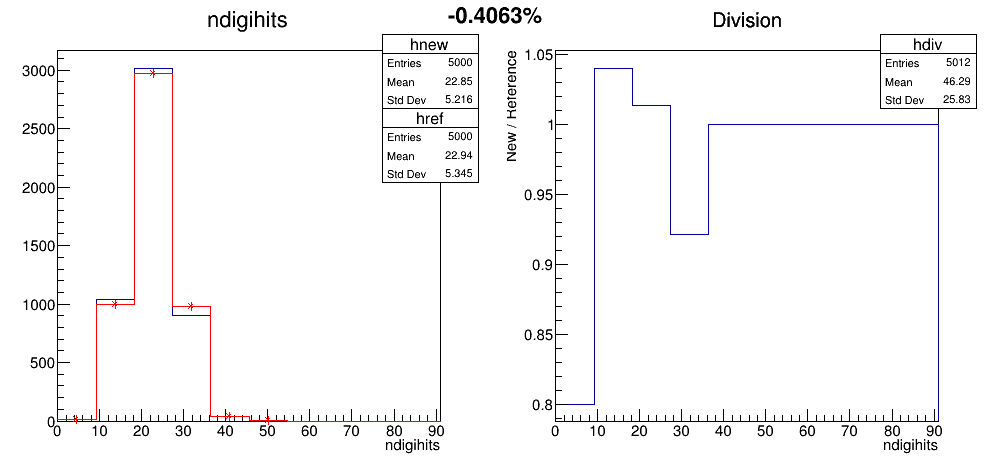 -0.4063%
ndigihits
hnew
Entries 5000
Mean 22.85
Std Dev 5.216
href
Entries 5000
Mean 22.94
Std Dev 5.345
3000
2500
2000
1500
1000
500
0
0 10 20 30 40 50 60 70 80 90
ndigihits
Division
hdiv
Entries 5012
Mean 46.29
Std Dev 25.83
New / Reference
1.05
1
0.95
0.9
0.85
0.8
0 10 20 30 40 50 60 70 80 90
ndigihits